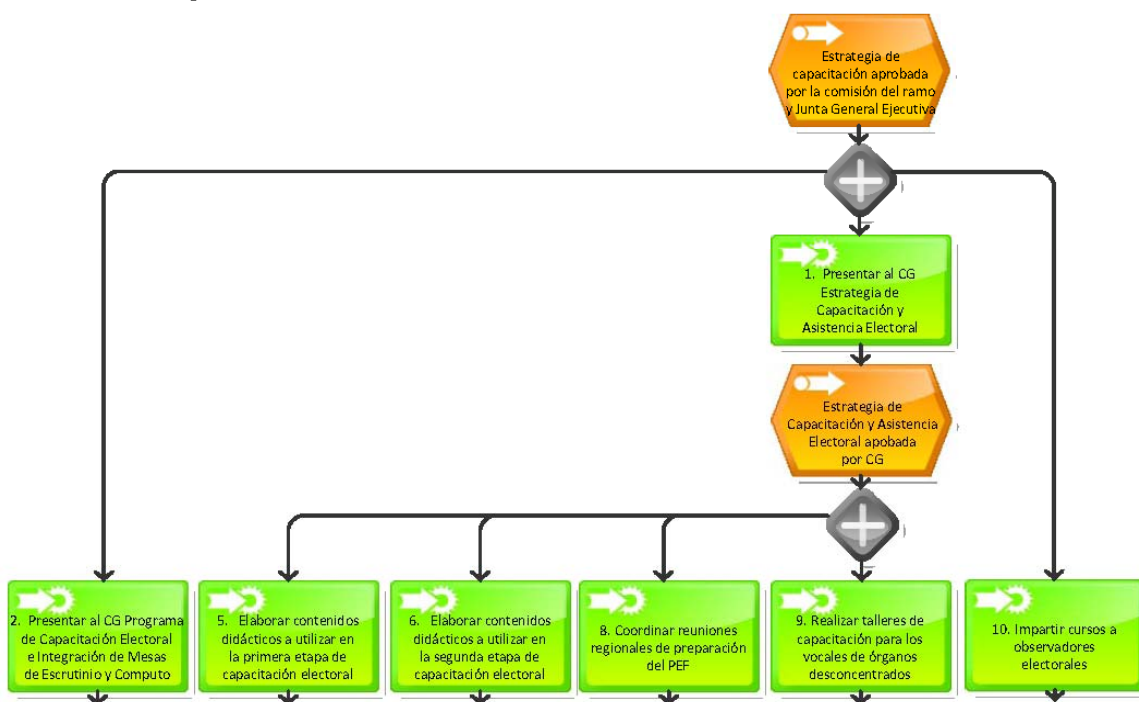 Estrategia de
capacitación aprobada
por la comisión del ramo
y Junta General Ejecutiva
1. Presentar al CG
Estrategia de
Capacitación y
Asistencia Electoral
Estrategia de
Capacitación y Asistencia
Electoral apobada
por CG
2. Presentar al CG Programa
de Capacitación Electoral
e Integración de Mesas
de Escrutinio y Computo
5. Elaborar contenidos
didácticos a utilizar en
la primera etapa de
capacitación electoral
6. Elaborar contenidos
didácticos a utilizar en
la segunda etapa de
capacitación electoral
8. Coordinar reuniones
regionales de preparación
del PEF
9. Realizar talleres de
capacitación para los
vocales de órganos
desconcentrados
10. Impartir cursos a
observadores
electorales